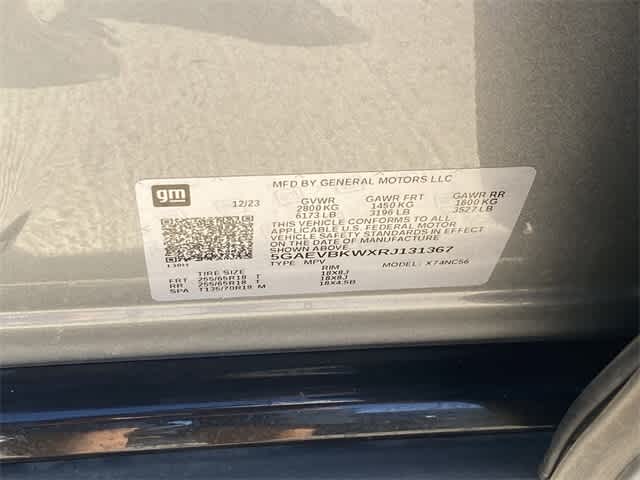 gm
MFD BY GENERAL MOTORS LLC
12/23 GVWR GAWR FRT GAWR RR
2800 KG 1450 KG 1600 KG
6173 LB 3196 LB 3527 LB
THIS VEHICLE CONFORMS TO ALL
APPLICABLE U.S. FEDERAL MOTOR
VEHICLE SAFETY STANDARDS IN EFFECT
ON THE DATE OF MANUFACTURE
SHOWN ABOVE.
5GAEVBKWXRJ131367
TYPE: MPV MODEL: X74NC56
TIRE SIZE RIM
FRT 255/65R18 T 18X8J
RR 255/65R18 T 18X8J
SPA T135/70R18 M 18X4.5B